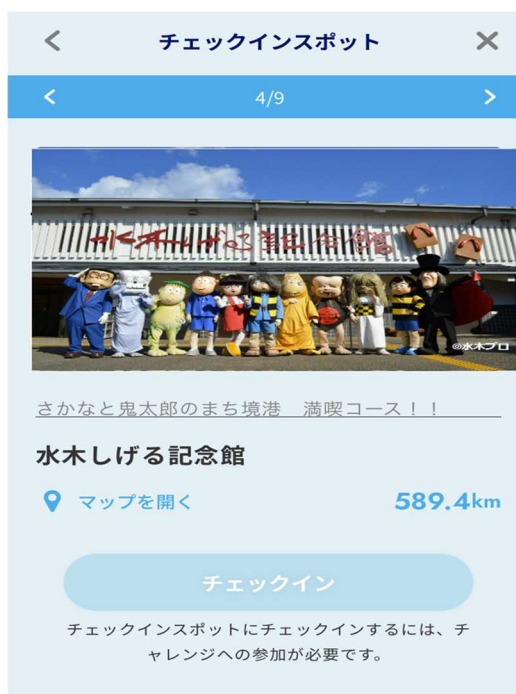 チェックインスポット
4/9
水木しげる記念館
©水木プロ
さかなと鬼太郎のまち境港 満喫コース！！
水木しげる記念館
マップを開く
589.4km
チェックイン
チェックインスポットにチェックインするには、チ
ャレンジへの参加が必要です。